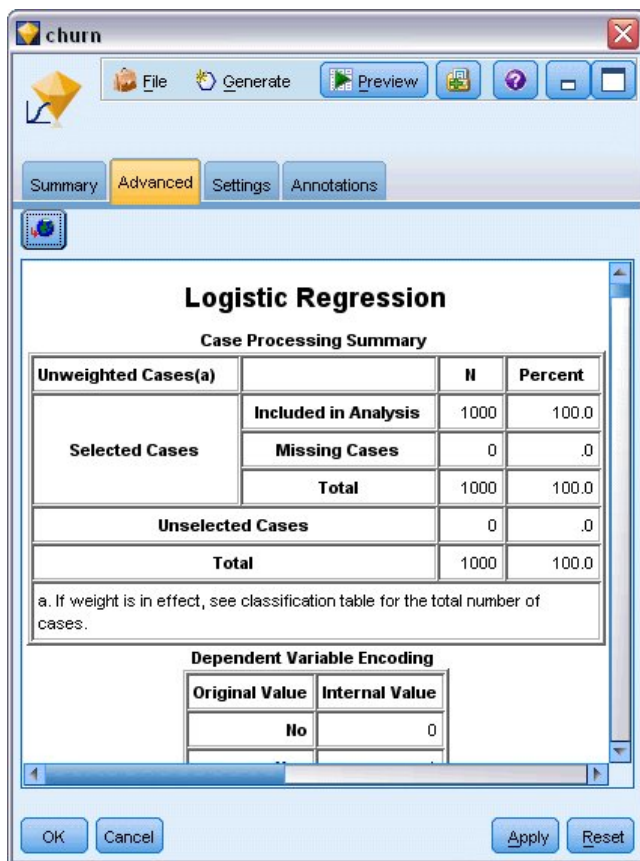 churn
File Generate Preview
Summary Advanced Settings Annotations
Logistic Regression
Case Processing Summary
Unweighted Cases(a) N Percent
Selected Cases Included in Analysis 1000 100.0
Missing Cases 0 .0
Total 1000 100.0
Unselected Cases 0 .0
Total 1000 100.0
a. If weight is in effect, see classification table for the total number of
cases.
Dependent Variable Encoding
Original Value Internal Value
No 0
OK Cancel Apply Reset